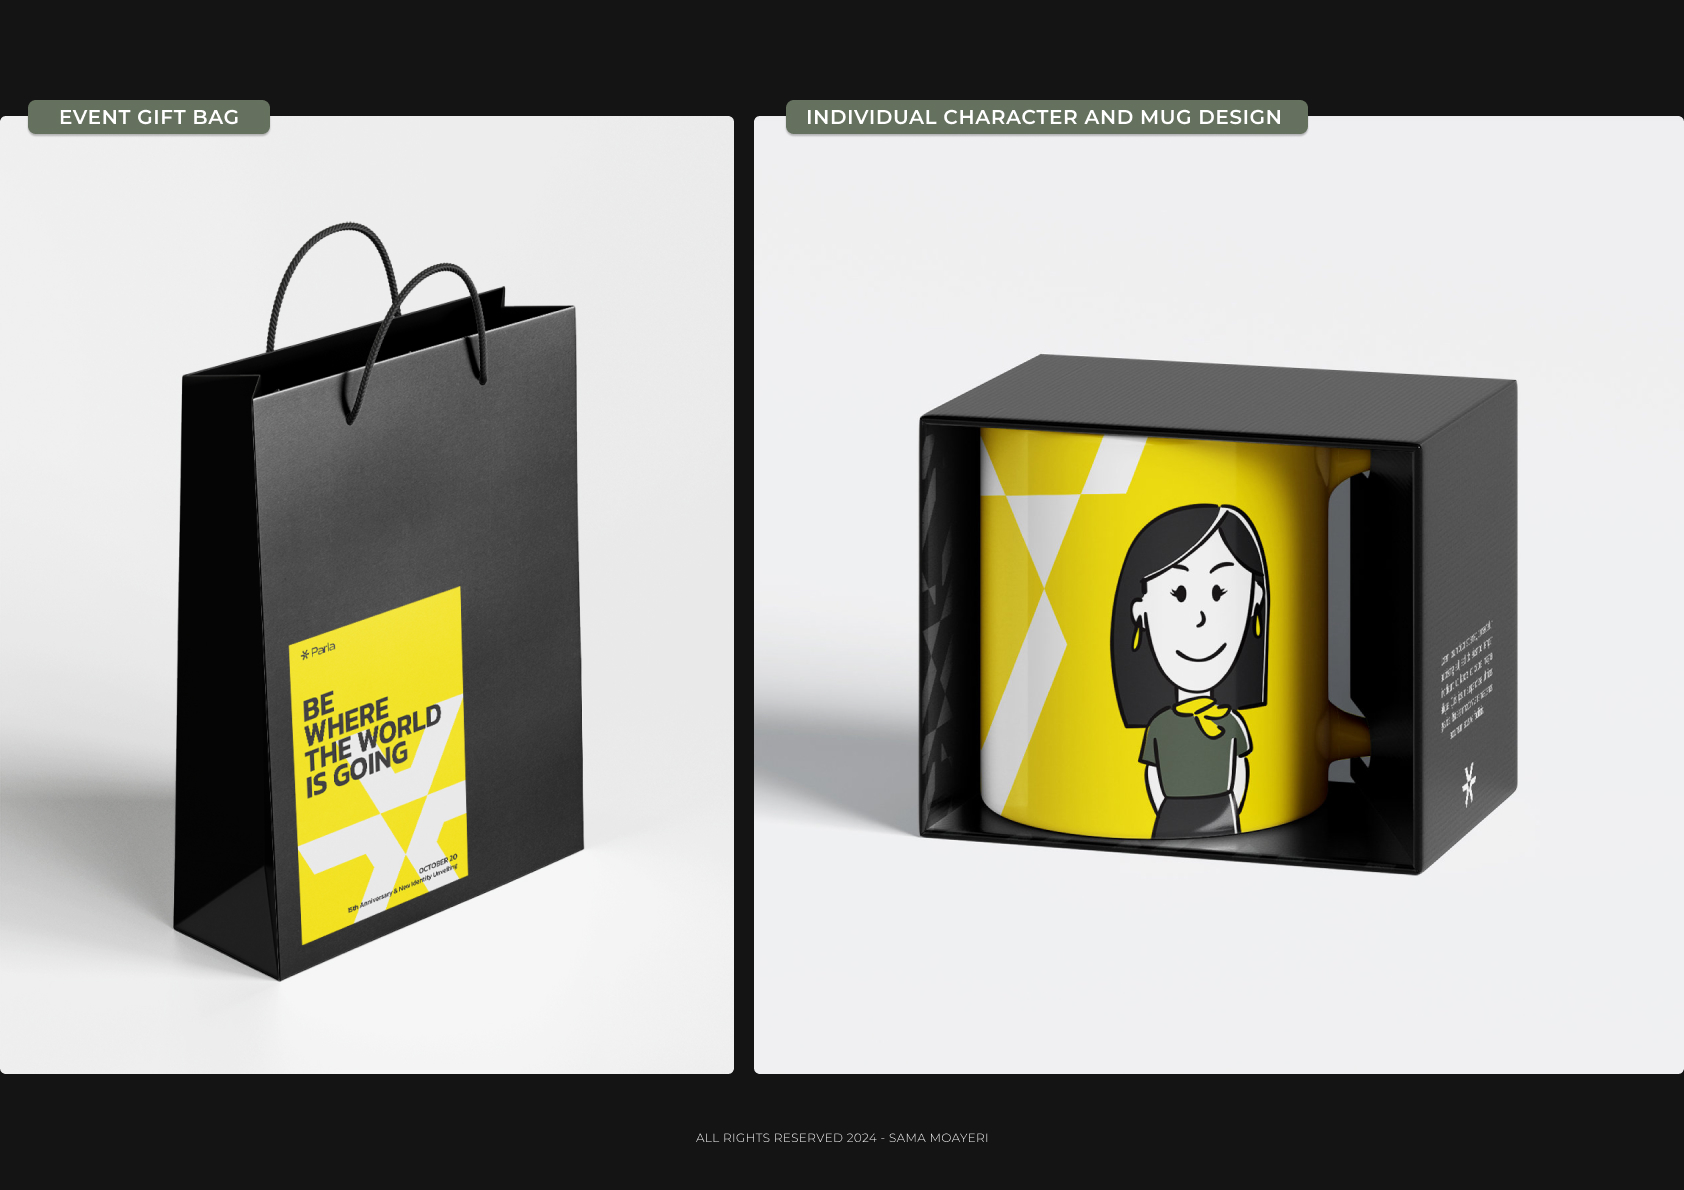 EVENT GIFT BAG
INDIVIDUAL CHARACTER AND MUG DESIGN
Parla
BE
WHERE
THE WORLD
IS GOING
OCTOBER 20
15th Anniversary & New Identity Unveiling
ALL RIGHTS RESERVED 2024 - SAMA MOAYERI